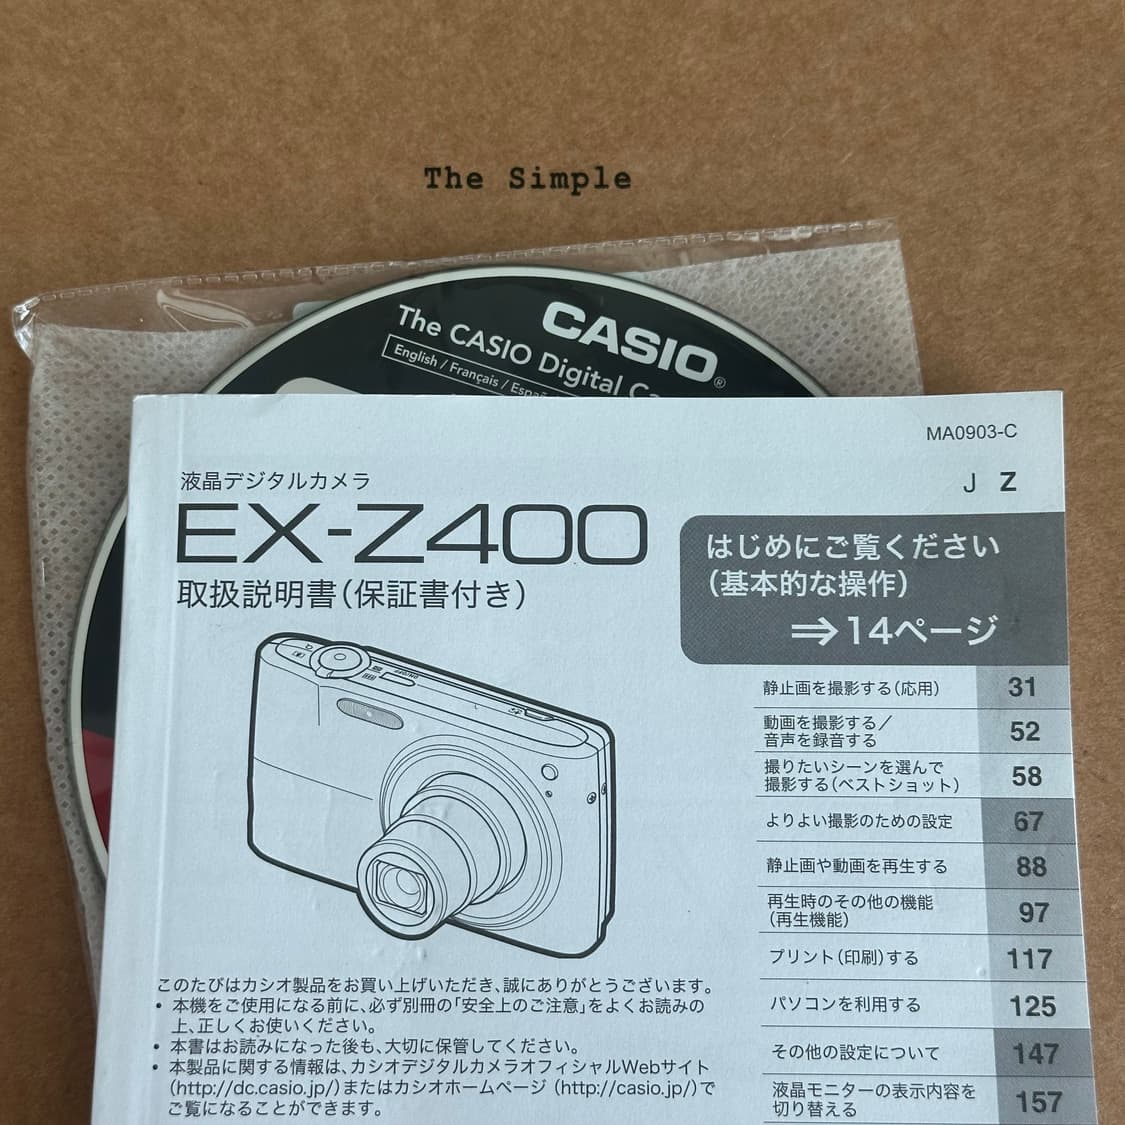 The Simple
CASIO®
The CASIO Digital
English / Français /
MA0903-C
J Z
液晶デジタルカメラ
EX-Z400
取扱説明書(保証書付き)
はじめにご覧ください
(基本的な操作)
⇒14ページ
静止画を撮影する(応用) 31
動画を撮影する/
音声を録音する 52
撮りたいシーンを選んで
撮影する(ベストショット) 58
よりよい撮影のための設定 67
静止画や動画を再生する 88
再生時のその他の機能
(再生機能) 97
プリント(印刷)する 117
パソコンを利用する 125
その他の設定について 147
液晶モニターの表示内容を
切り替える 157
このたびはカシオ製品をお買い上げいただき、誠にありがとうございます。
• 本機をご使用になる前に、必ず別冊の「安全上のご注意」をよくお読みの
上、正しくお使いください。
• 本書はお読みになった後も、大切に保管してください。
• 本製品に関する情報は、カシオデジタルカメラオフィシャルWebサイト
(http://dc.casio.jp/)またはカシオホームページ (http://casio.jp/)で
ご覧になることができます。